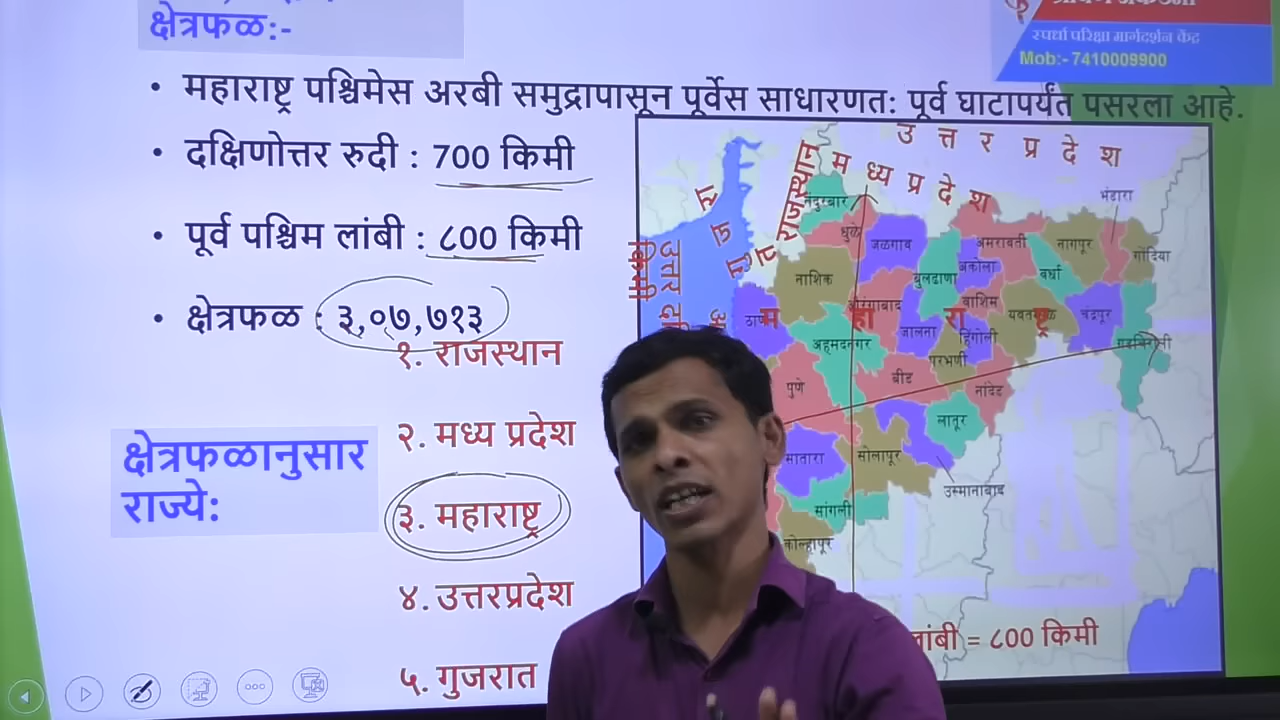 क्षेत्रफळ:-
स्पर्धा परिक्षा मार्गदर्शन केंद्र
Mob:- 7410009900
• महाराष्ट्र पश्चिमेस अरबी समुद्रापासून पूर्वेस साधारणत: पूर्व घाटापर्यंत पसरला आहे.
• दक्षिणोत्तर रुदी : 700 किमी
• पूर्व पश्चिम लांबी : ८00 किमी
• क्षेत्रफळ : ३,०७,७१३
१. राजस्थान
२. मध्य प्रदेश
क्षेत्रफळानुसार
राज्ये:
३. महाराष्ट्र
४. उत्तरप्रदेश
५. गुजरात
उत्तर प्रदेश
मध्य प्रदेश
राजस्थान
नंदुरबार
भंडारा
धुळे
जळगाव
अमरावती
नागपूर
गोंदिया
नाशिक
बुलढाणा
अकोला
वर्धा
औरंगाबाद
वाशिम
चंद्रपूर
महाराष्ट्र
जालना
हिंगोली
अहमदनगर
परभणी
गडचिरोली
पुणे
बीड
नांदेड
लातूर
सातारा
सोलापूर
उस्मानाबाद
सांगली
कोल्हापूर
लांबी = ८00 किमी